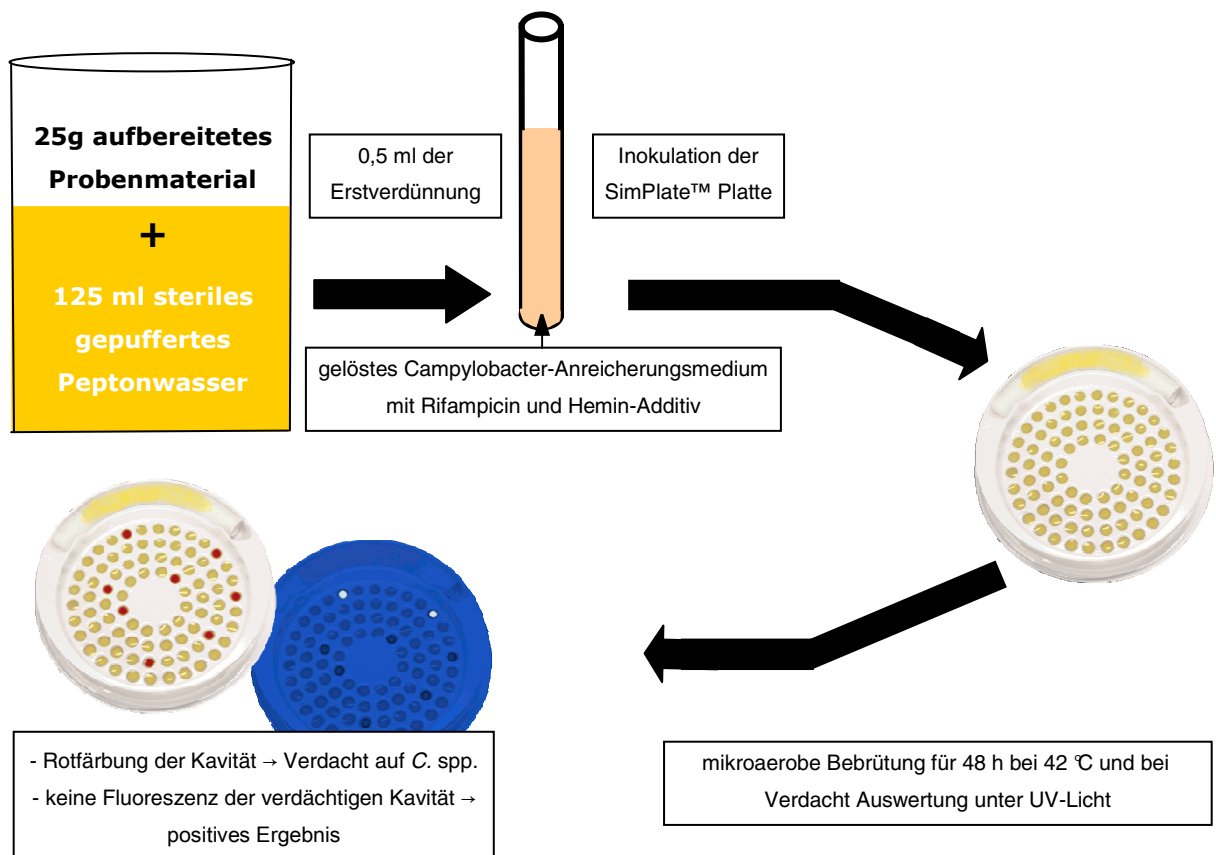 25g aufbereitetes
Probenmaterial
+
125 ml steriles
gepuffertes
Peptonwasser
0,5 ml der
Erstverdünnung
Inokulation der
SimPlate™ Platte
gelöstes Campylobacter-Anreicherungsmedium
mit Rifampicin und Hemin-Additiv
mikroaerobe Bebrütung für 48 h bei 42 °C und bei
Verdacht Auswertung unter UV-Licht
- Rotfärbung der Kavität → Verdacht auf C. spp.
- keine Fluoreszenz der verdächtigen Kavität →
positives Ergebnis